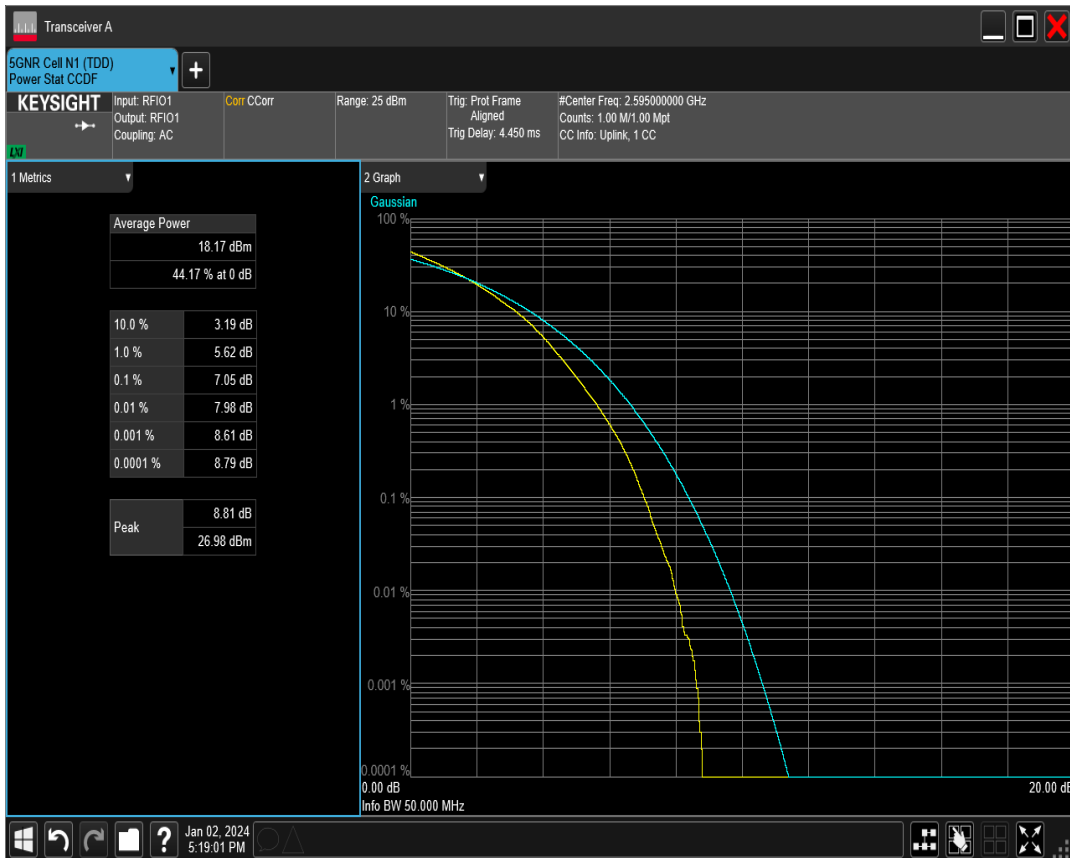 Transceiver A
5GNR Cell N1 (TDD)
Power Stat CCDF
+
KEYSIGHT
LXI
Input: RFIO1
Output: RFIO1
Coupling: AC
Corr CCorr
Range: 25 dBm
Trig: Prot Frame
Aligned
Trig Delay: 4.450 ms
#Center Freq: 2.595000000 GHz
Counts: 1.00 M/1.00 Mpt
CC Info: Uplink, 1 CC
1 Metrics
Average Power
18.17 dBm
44.17 % at 0 dB
10.0 % 3.19 dB
1.0 % 5.62 dB
0.1 % 7.05 dB
0.01 % 7.98 dB
0.001 % 8.61 dB
0.0001 % 8.79 dB
Peak
8.81 dB
26.98 dBm
2 Graph
Gaussian
100 %
10 %
1 %
0.1 %
0.01 %
0.001 %
0.0001 %
0.00 dB 20.00 dB
Info BW 50.000 MHz
?
Jan 02, 2024
5:19:01 PM